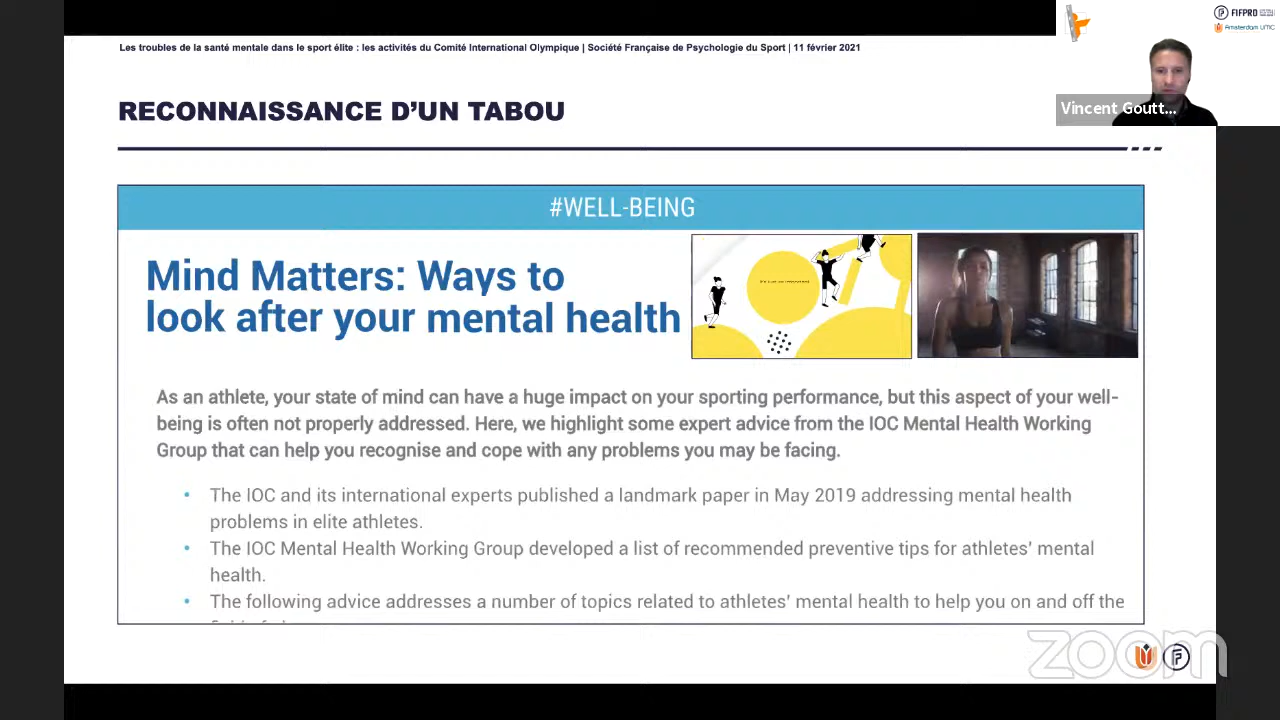 Les troubles de la santé mentale dans le sport élite : les activités du Comité International Olympique | Société Française de Psychologie du Sport | 11 février 2021
FIFPRO
Amsterdam UMC
Vincent Goutt...
RECONNAISSANCE D'UN TABOU
#WELL-BEING
Mind Matters: Ways to
look after your mental health
As an athlete, your state of mind can have a huge impact on your sporting performance, but this aspect of your well-
being is often not properly addressed. Here, we highlight some expert advice from the IOC Mental Health Working
Group that can help you recognise and cope with any problems you may be facing.
• The IOC and its international experts published a landmark paper in May 2019 addressing mental health
problems in elite athletes.
• The IOC Mental Health Working Group developed a list of recommended preventive tips for athletes' mental
health.
• The following advice addresses a number of topics related to athletes' mental health to help you on and off the
zoom